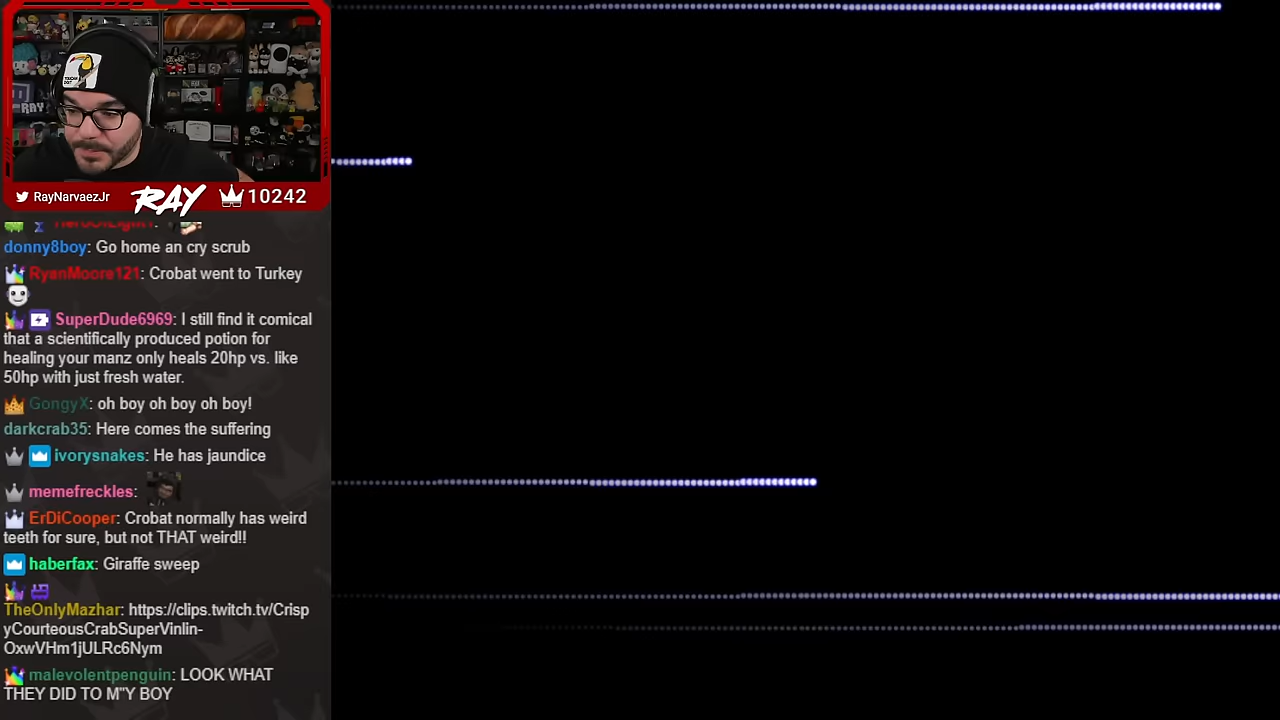 RayNarvaezJr RAY 10242
donny8boy: Go home an cry scrub
RyanMoore121: Crobat went to Turkey
SuperDude6969: I still find it comical
that a scientifically produced potion for
healing your manz only heals 20hp vs. like
50hp with just fresh water.
GongyX: oh boy oh boy oh boy!
darkcrab35: Here comes the suffering
ivorysnakes: He has jaundice
memefreckles:
ErDiCooper: Crobat normally has weird
teeth for sure, but not THAT weird!!
haberfax: Giraffe sweep
TheOnlyMazhar: https://clips.twitch.tv/Crisp
yCourteousCrabSuperVinlin-
OxwVHm1jULRc6Nym
malevolentpenguin: LOOK WHAT
THEY DID TO M"Y BOY